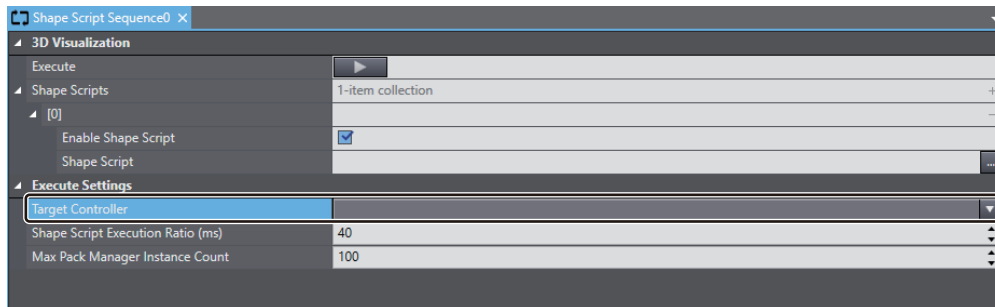 Shape Script Sequence0
3D Visualization
Execute
Shape Scripts 1-item collection
[0]
Enable Shape Script
Shape Script ...
Execute Settings
Target Controller
Shape Script Execution Ratio (ms) 40
Max Pack Manager Instance Count 100